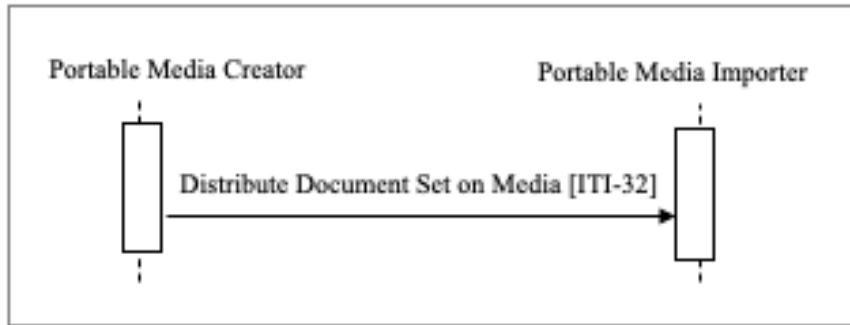 Portable Media Creator
Portable Media Importer
Distribute Document Set on Media [ITI-32]